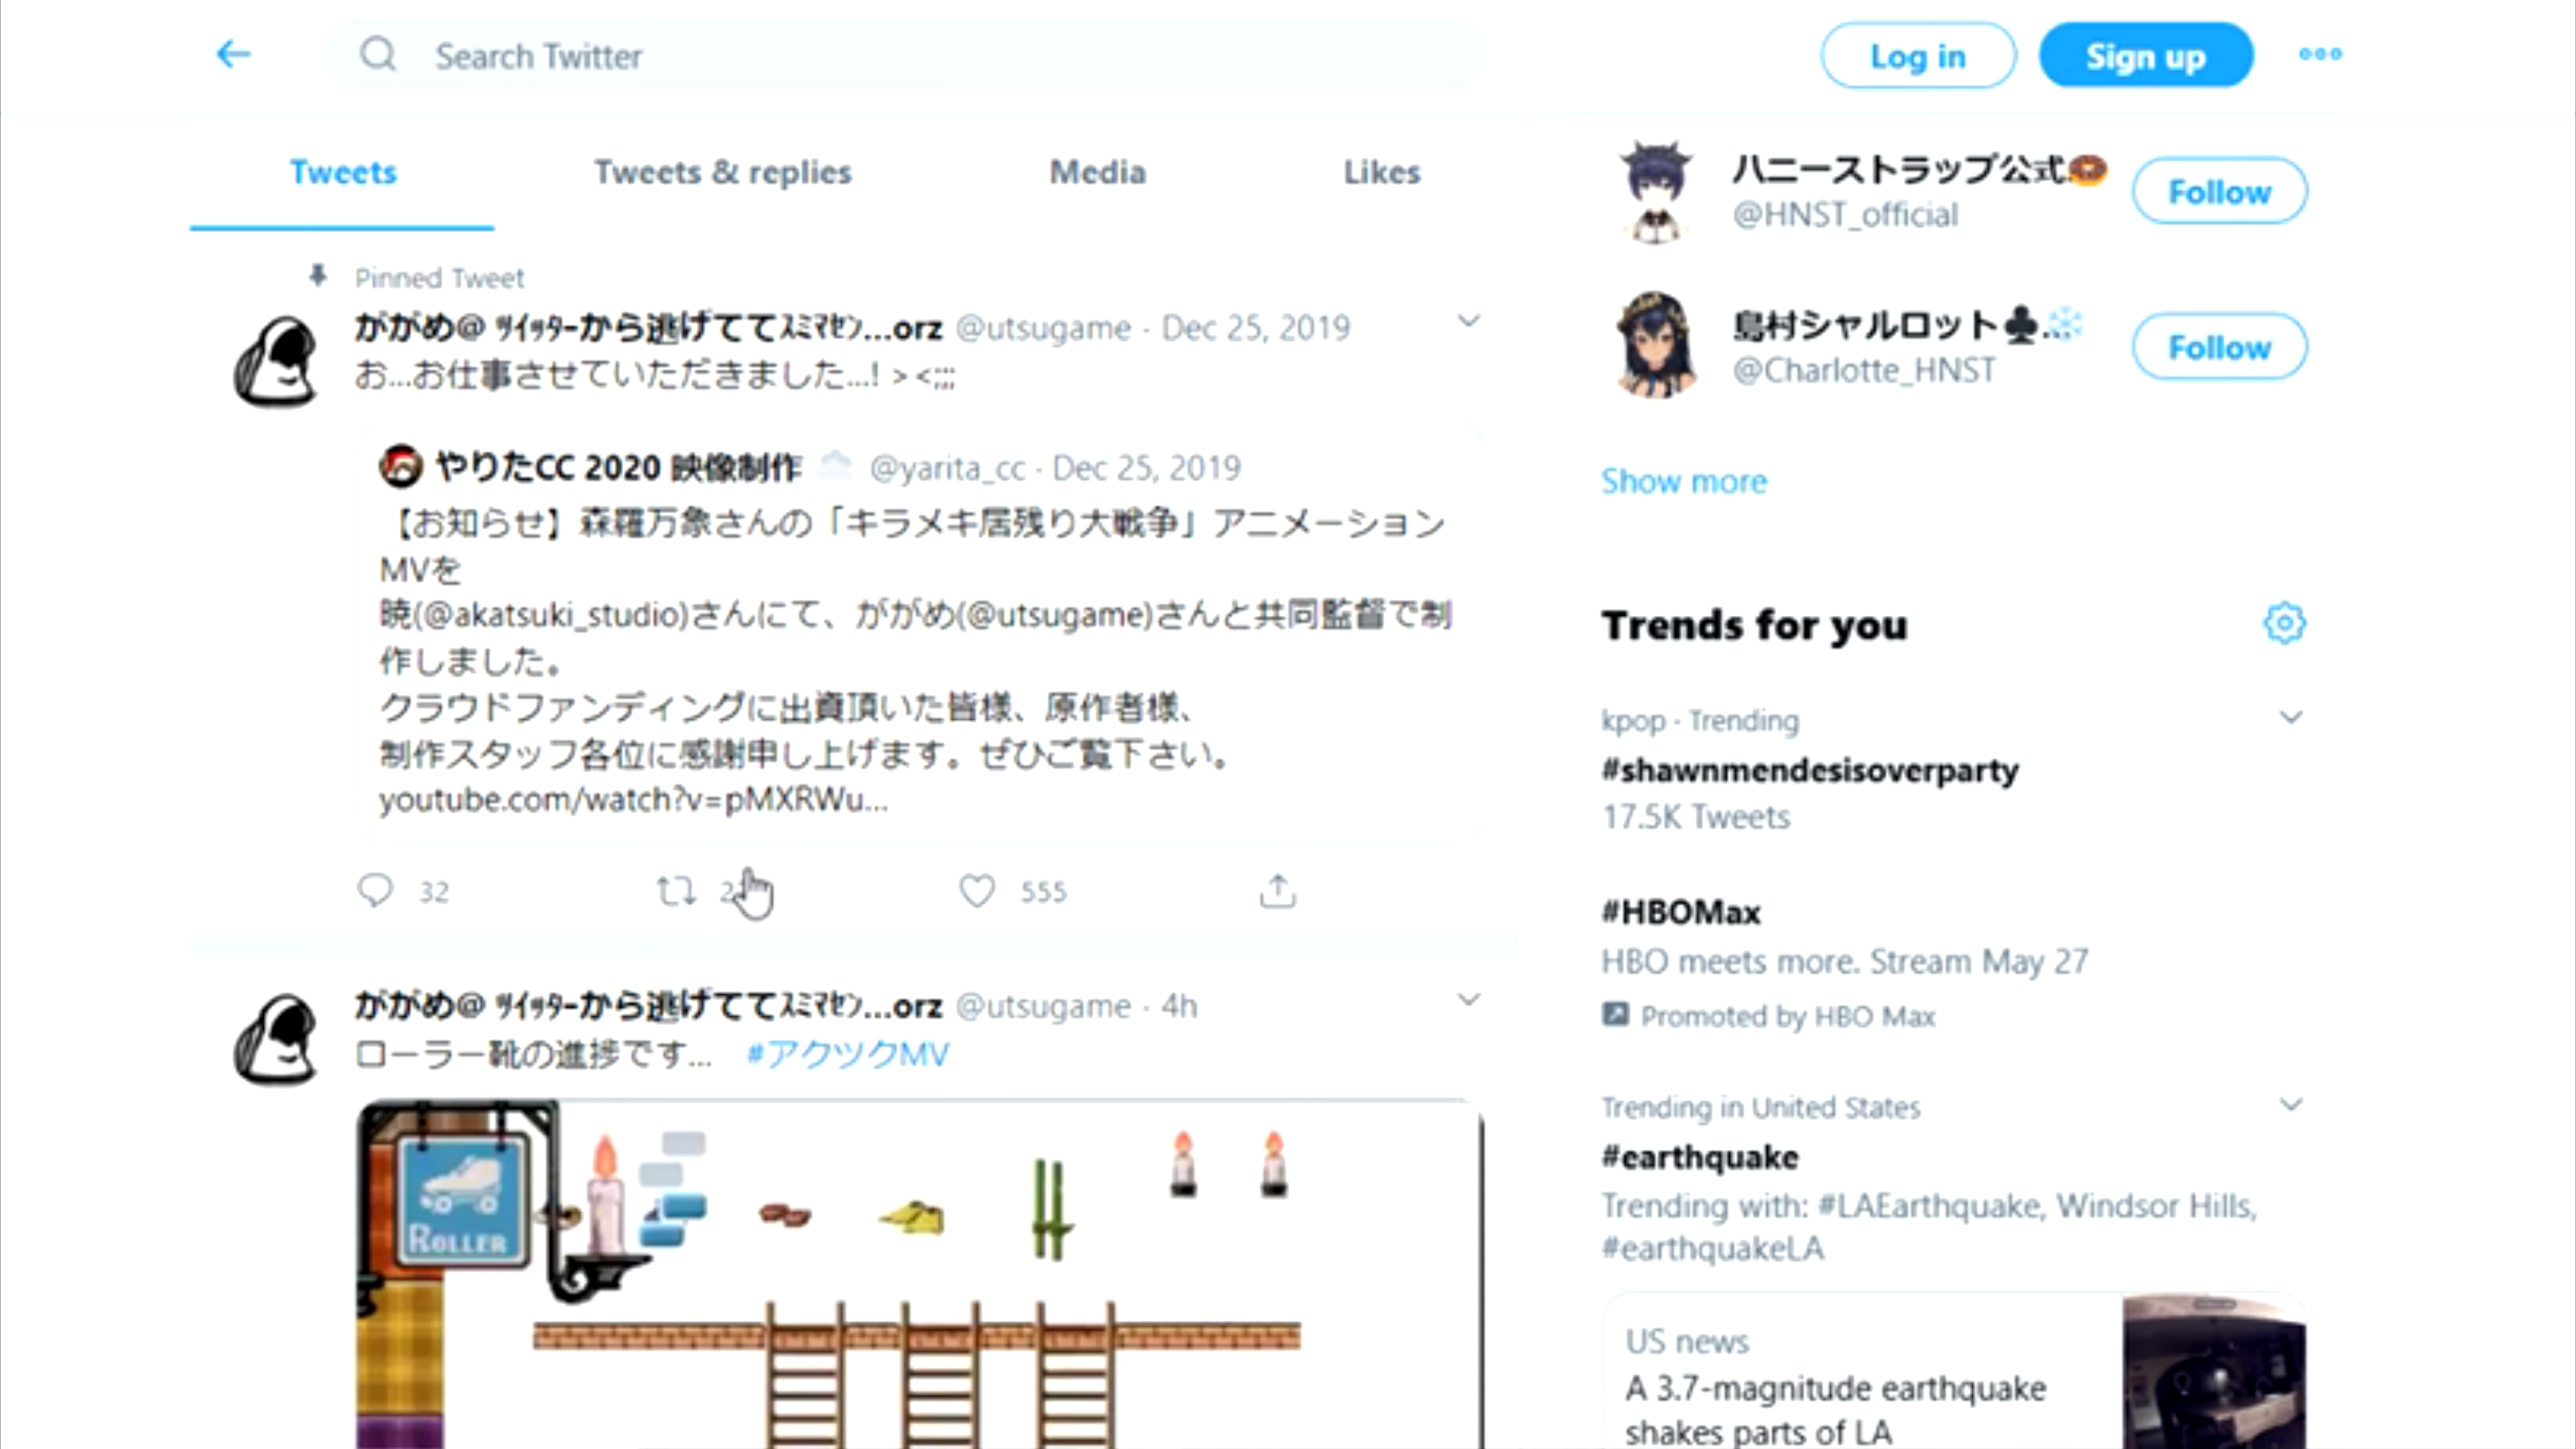 Search Twitter
Log in
Sign up
Tweets
Tweets & replies
Media
Likes
Pinned Tweet
ががめ@ ﾂｲｯﾀｰから逃げててｽﾐﾏｾﾝ...orz @utsugame · Dec 25, 2019
お...お仕事させていただきました...! > <;;;
やりたCC 2020 映像制作 @yarita_cc · Dec 25, 2019
【お知らせ】森羅万象さんの「キラメキ居残り大戦争」アニメーション
MVを
暁(@akatsuki_studio)さんにて、ががめ(@utsugame)さんと共同監督で制
作しました。
クラウドファンディングに出資頂いた皆様、原作者様、
制作スタッフ各位に感謝申し上げます。ぜひご覧下さい。
youtube.com/watch?v=pMXRWu...
32
555
ががめ@ ﾂｲｯﾀｰから逃げててｽﾐﾏｾﾝ...orz @utsugame · 4h
ローラー靴の進捗です... #アクツクMV
ROLLER
ハニーストラップ公式🍩
@HNST_official
Follow
島村シャルロット♣...❄
@Charlotte_HNST
Follow
Show more
Trends for you
kpop · Trending
#shawnmendesisoverparty
17.5K Tweets
#HBOMax
HBO meets more. Stream May 27
Promoted by HBO Max
Trending in United States
#earthquake
Trending with: #LAEarthquake, Windsor Hills,
#earthquakeLA
US news
A 3.7-magnitude earthquake
shakes parts of LA